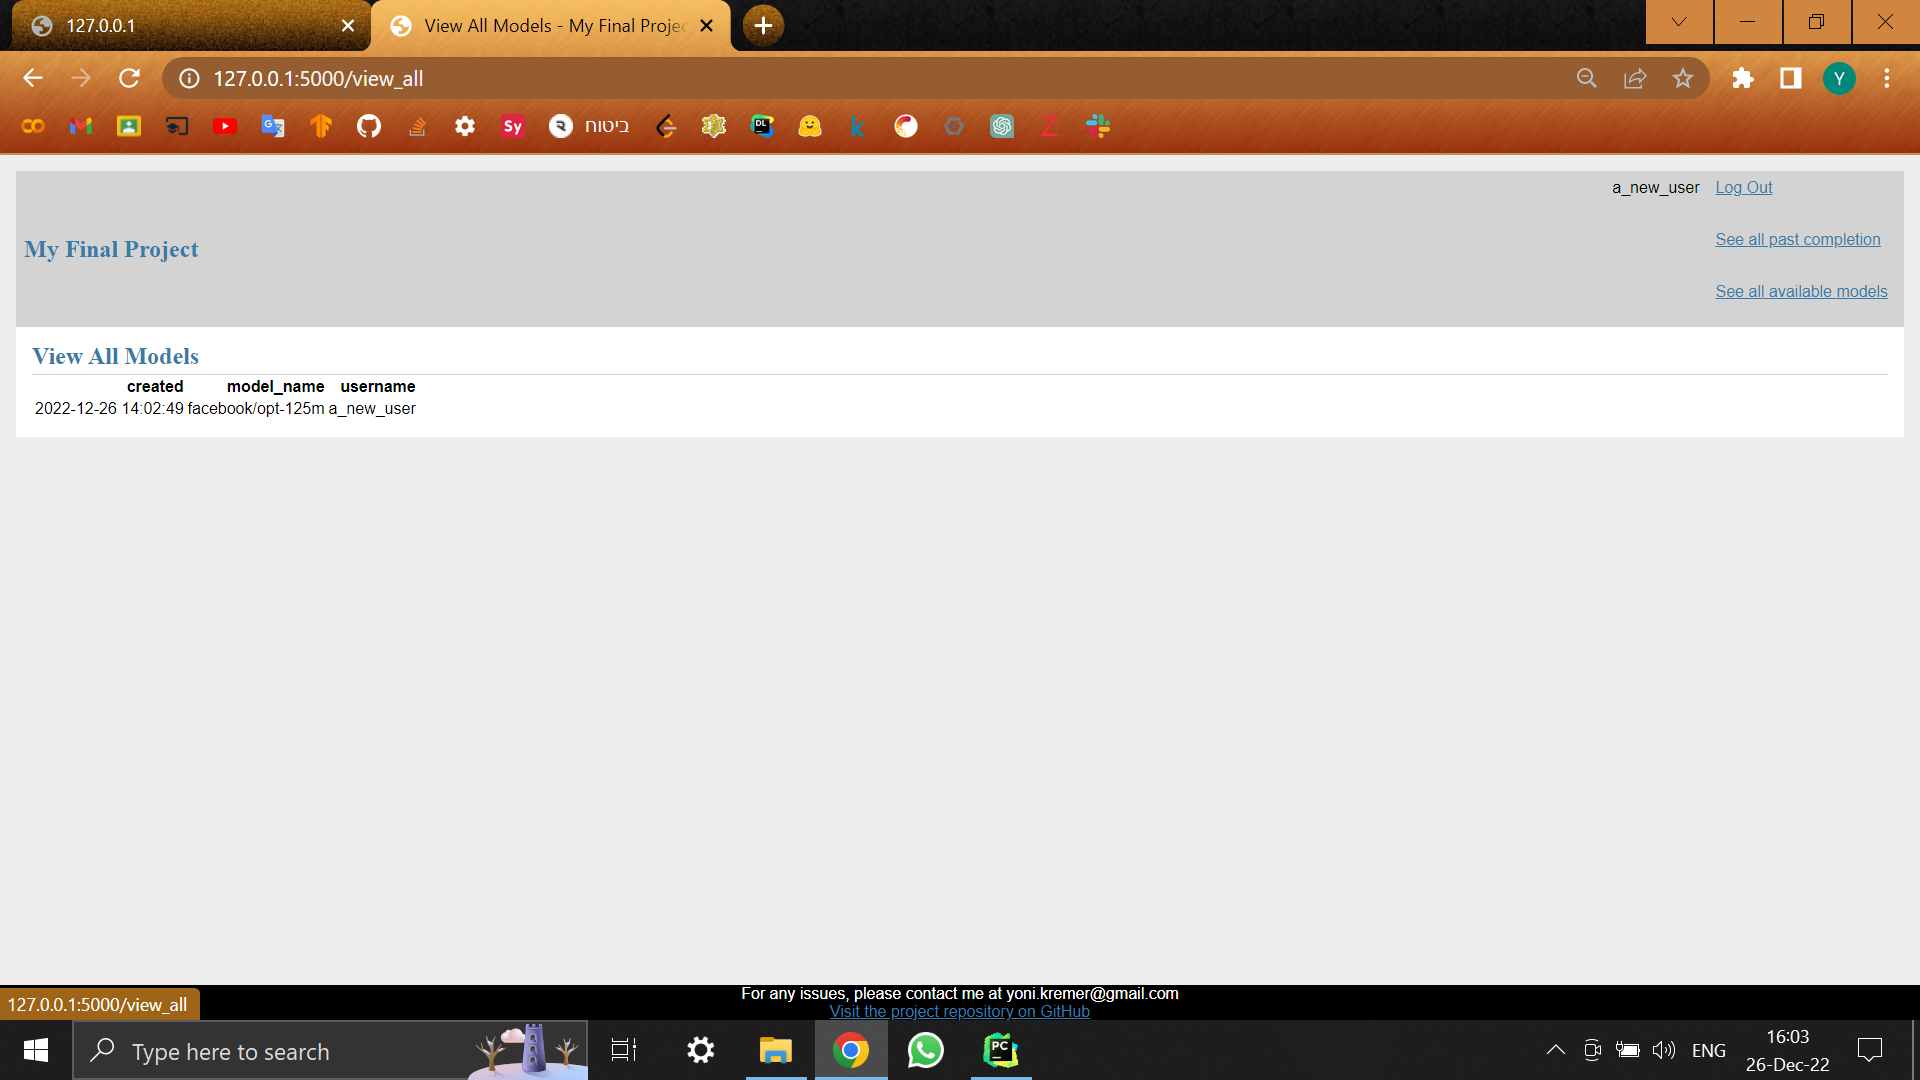 127.0.0.1
View All Models - My Final Projec
127.0.0.1:5000/view_all
Y
Sy
ביטוח
DL
Z
a_new_user Log Out
See all past completion
My Final Project
See all available models
View All Models
created model_name username
2022-12-26 14:02:49 facebook/opt-125m a_new_user
For any issues, please contact me at yoni.kremer@gmail.com
127.0.0.1:5000/view_all
Visit the project repository on GitHub
Type here to search
PC
ENG
16:03
26-Dec-22